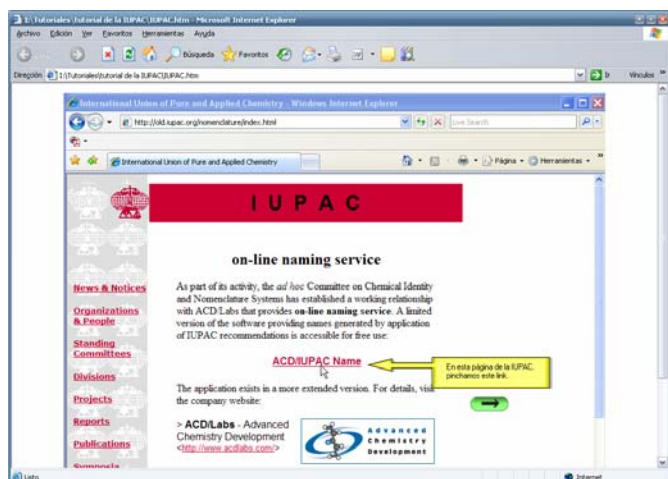 E:\Tutoriales\tutorial de la IUPAC\IUPAC.htm - Microsoft Internet Explorer
Archivo Edición Ver Favoritos Herramientas Ayuda
Búsqueda Favoritos
Dirección E:\Tutoriales\tutorial de la IUPAC\IUPAC.htm Ir Vínculos »
International Union of Pure and Applied Chemistry - Windows Internet Explorer
http://old.iupac.org/nomenclature/index.html Live Search
International Union of Pure and Applied Chemistry Página Herramientas »
I U P A C
on-line naming service
News & Notices
Organizations
& People
Standing
Committees
Divisions
Projects
Reports
Publications
Symposia
As part of its activity, the ad hoc Committee on Chemical Identity
and Nomenclature Systems has established a working relationship
with ACD/Labs that provides on-line naming service. A limited
version of the software providing names generated by application
of IUPAC recommendations is accessible for free use:
ACD/IUPAC Name
En esta página de la IUPAC,
pinchamos este link.
The application exists in a more extended version. For details, visit
the company website:
> ACD/Labs - Advanced
Chemistry Development
<http://www.acdlabs.com/>
Advanced
Chemistry
Development
Listo Internet